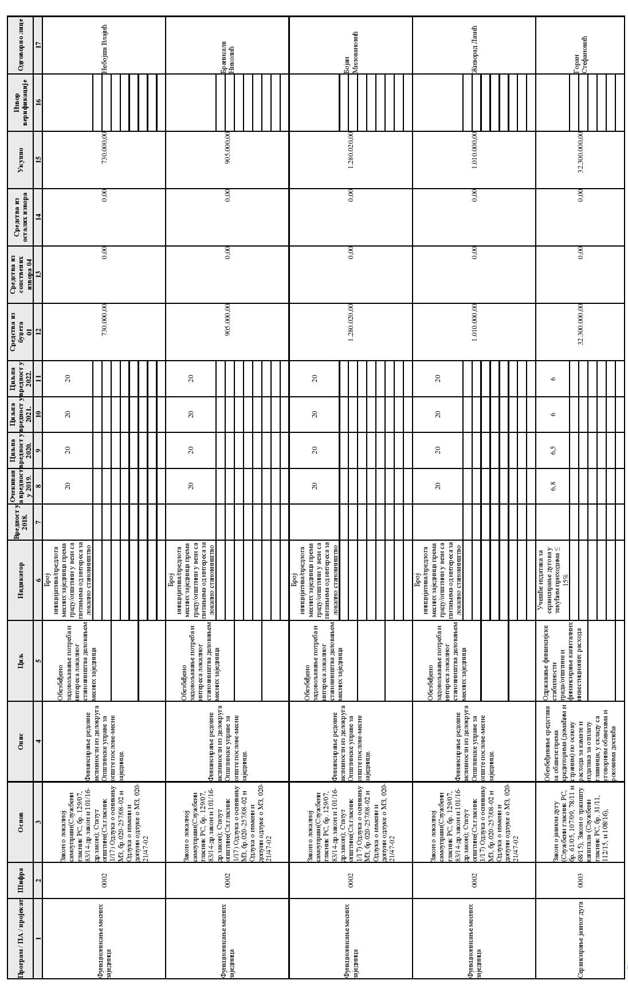 Програм / ПА / пројекат
Шифра
Основ
Опис
Циљ
Индикатор
Вредност у
2018.
Очекиван
а вредност
у 2019.
Циљна
вредност у
2020.
Циљна
вредност у
2021.
Циљна
вредност у
2022.
Средства из
буџета
01
Средства из
сопствених
извора 04
Средства из
осталих извора
Укупно
Извор
верификације
Одговорно лице
1
2
3
4
5
6
7
8
9
10
11
12
13
14
15
16
17
Функционисање месних
заједница
0002
Закон о локалној
самоуправи(Службени
гласник РС, бр. 129/07,
83/14-др.закон и 101/16-
др.закон); Статут
општине(Сл.гласник
1/17) Одлука о оснивању
МЗ, бр.020-257/08-02 и
Одлука о измени и
допуни одлуке о МЗ, 020-
21/47-02
Финансирање редовне
активности из делокруга
Општинске управе за
опште послове-месне
заједнице.
Обезбеђено
задовољавање потреба и
интереса локалног
становништва деловањем
месних заједница
Број
иницијатива/предлога
месних заједница према
граду/општини у вези са
питањима од интереса за
локално становништво
20
20
20
20
730.000,00
0,00
0,00
730.000,00
Небојша Влајић
Функционисање месних
заједница
0002
Закон о локалној
самоуправи(Службени
гласник РС, бр. 129/07,
83/14-др.закон и 101/16-
др.закон); Статут
општине(Сл.гласник
1/17) Одлука о оснивању
МЗ, бр.020-257/08-02 и
Одлука о измени и
допуни одлуке о МЗ, 020-
21/47-02
Финансирање редовне
активности из делокруга
Општинске управе за
опште послове-месне
заједнице.
Обезбеђено
задовољавање потреба и
интереса локалног
становништва деловањем
месних заједница
Број
иницијатива/предлога
месних заједница према
граду/општини у вези са
питањима од интереса за
локално становништво
20
20
20
20
905.000,00
0,00
0,00
905.000,00
Бранисалв
Николић
Функционисање месних
заједница
0002
Закон о локалној
самоуправи(Службени
гласник РС, бр. 129/07,
83/14-др.закон и 101/16-
др.закон); Статут
општине(Сл.гласник
1/17) Одлука о оснивању
МЗ, бр.020-257/08-02 и
Одлука о измени и
допуни одлуке о МЗ, 020-
21/47-02
Финансирање редовне
активности из делокруга
Општинске управе за
опште послове-месне
заједнице.
Обезбеђено
задовољавање потреба и
интереса локалног
становништва деловањем
месних заједница
Број
иницијатива/предлога
месних заједница према
граду/општини у вези са
питањима од интереса за
локално становништво
20
20
20
20
1.280.020,00
0,00
0,00
1.280.020,00
Бојан
Миловановић
Функционисање месних
заједница
0002
Закон о локалној
самоуправи(Службени
гласник РС, бр. 129/07,
83/14-др.закон и 101/16-
др.закон); Статут
општине(Сл.гласник
1/17) Одлука о оснивању
МЗ, бр.020-257/08-02 и
Одлука о измени и
допуни одлуке о МЗ, 020-
21/47-02
Финансирање редовне
активности из делокруга
Општинске управе за
опште послове-месне
заједнице.
Обезбеђено
задовољавање потреба и
интереса локалног
становништва деловањем
месних заједница
Број
иницијатива/предлога
месних заједница према
граду/општини у вези са
питањима од интереса за
локално становништво
20
20
20
20
1.010.000,00
0,00
0,00
1.010.000,00
Живорад Лазић
Сервисирање јавног дуга
0003
Закон о јавном дугу
(Службени гласник РС,
бр. 61/05, 107/09, 78/11 и
68/15), Закон о тржишту
капитала (Службени
гласник РС, бр. 31/11,
112/15, и 108/16),
Обезбеђивање средстава
за обавезе према
кредиторима (домаћим и
страним) по основу
расхода за камате и
издатака за отплату
главнице, у складу са
уговорним обавезама и
роковима доспећа
Одржавање финансијске
стабилности
града/општине и
финансирање капиталних
инвестиционих расхода
Учешће издатака за
сервисирање дугова у
текућим приходима ≤
15%
6,8
6,5
6
6
32.300.000,00
0,00
0,00
32.300.000,00
Горан
Стефановић